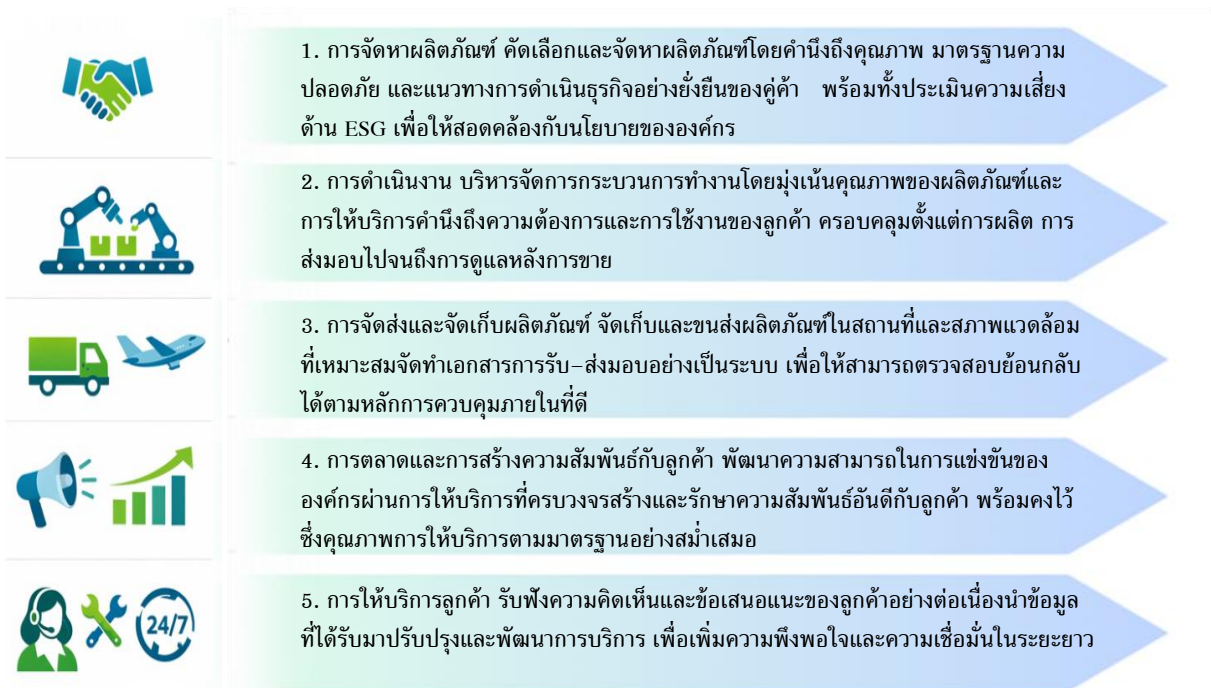 1. การจัดหาผลิตภัณฑ์ คัดเลือกและจัดหาผลิตภัณฑ์โดยคำนึงถึงคุณภาพ มาตรฐานความ
ปลอดภัย และแนวทางการดำเนินธุรกิจอย่างยั่งยืนของคู่ค้า พร้อมทั้งประเมินความเสี่ยง
ด้าน ESG เพื่อให้สอดคล้องกับนโยบายขององค์กร
2. การดำเนินงาน บริหารจัดการกระบวนการทำงานโดยมุ่งเน้นคุณภาพของผลิตภัณฑ์และ
การให้บริการคำนึงถึงความต้องการและการใช้งานของลูกค้า ครอบคลุมตั้งแต่การผลิต การ
ส่งมอบไปจนถึงการดูแลหลังการขาย
3. การจัดส่งและจัดเก็บผลิตภัณฑ์ จัดเก็บและขนส่งผลิตภัณฑ์ในสถานที่และสภาพแวดล้อม
ที่เหมาะสมจัดทำเอกสารการรับ–ส่งมอบอย่างเป็นระบบ เพื่อให้สามารถตรวจสอบย้อนกลับ
ได้ตามหลักการควบคุมภายในที่ดี
4. การตลาดและการสร้างความสัมพันธ์กับลูกค้า พัฒนาความสามารถในการแข่งขันของ
องค์กรผ่านการให้บริการที่ครบวงจรสร้างและรักษาความสัมพันธ์อันดีกับลูกค้า พร้อมคงไว้
ซึ่งคุณภาพการให้บริการตามมาตรฐานอย่างสม่ำเสมอ
5. การให้บริการลูกค้า รับฟังความคิดเห็นและข้อเสนอแนะของลูกค้าอย่างต่อเนื่องนำข้อมูล
ที่ได้รับมาปรับปรุงและพัฒนาการบริการ เพื่อเพิ่มความพึงพอใจและความเชื่อมั่นในระยะยาว
24/7